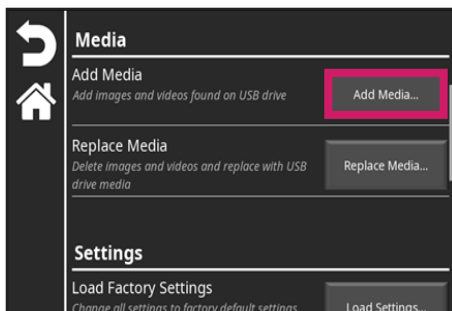 Media
Add Media
Add images and videos found on USB drive
Add Media...
Replace Media
Delete images and videos and replace with USB
drive media
Replace Media...
Settings
Load Factory Settings
Change all settings to factory default settings
Load Settings...